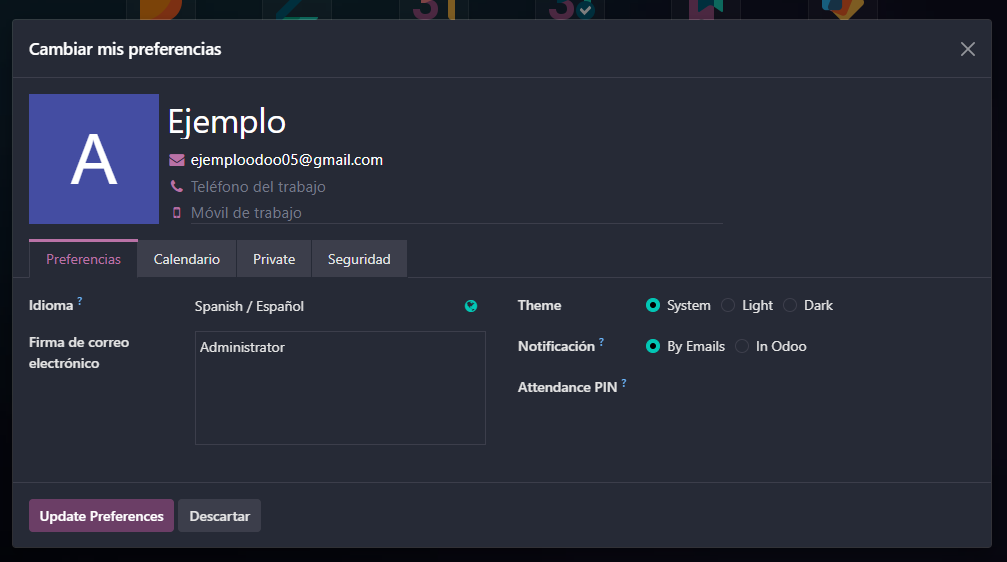 Cambiar mis preferencias
A
Ejemplo
ejemploodoo05@gmail.com
Teléfono del trabajo
Móvil de trabajo
Preferencias Calendario Private Seguridad
Idioma ? Spanish / Español
Firma de correo electrónico
Administrator
Theme System Light Dark
Notificación ? By Emails In Odoo
Attendance PIN ?
Update Preferences Descartar